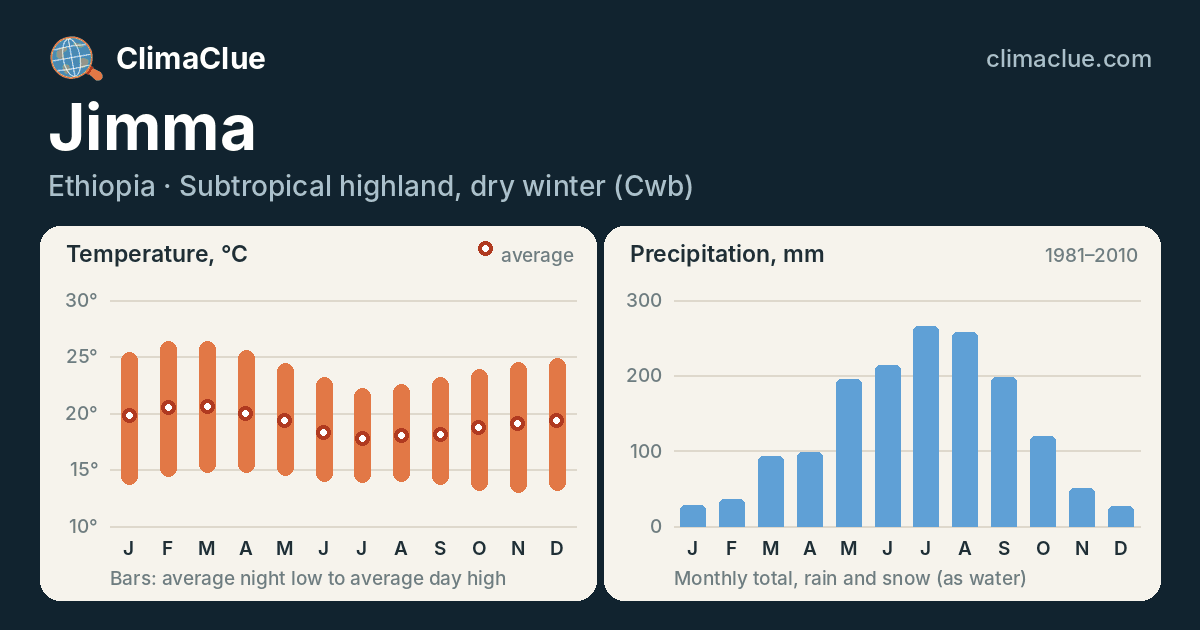 ClimaClue
climaclue.com
Jimma
Ethiopia · Subtropical highland, dry winter (Cwb)
Temperature, °C
average
30°
25°
20°
15°
10°
J F M A M J J A S O N D
Bars: average night low to average day high
Precipitation, mm
1981–2010
300
200
100
0
J F M A M J J A S O N D
Monthly total, rain and snow (as water)